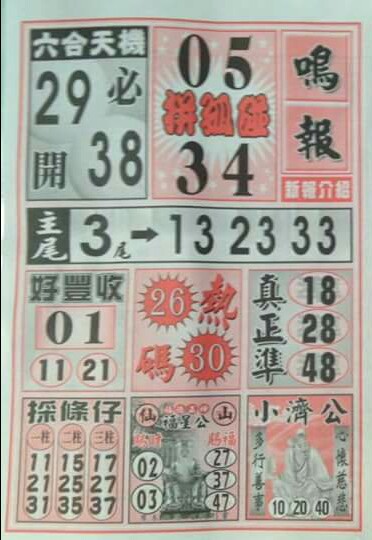 六合天機
29 必
開 38
05
拼孤碰
34
鳴報
新報介紹
主尾 3尾→ 13 23 33
好豐收
01
11 21
26 熱
碼 30
真正準
18
28
48
採條仔
一柱 二柱 三柱
11 15 17
21 25 27
31 35 37
仙 山
福星公
賜福
02
03
27
37
47
小濟公
多行善事
心懷慈悲
10 20 40